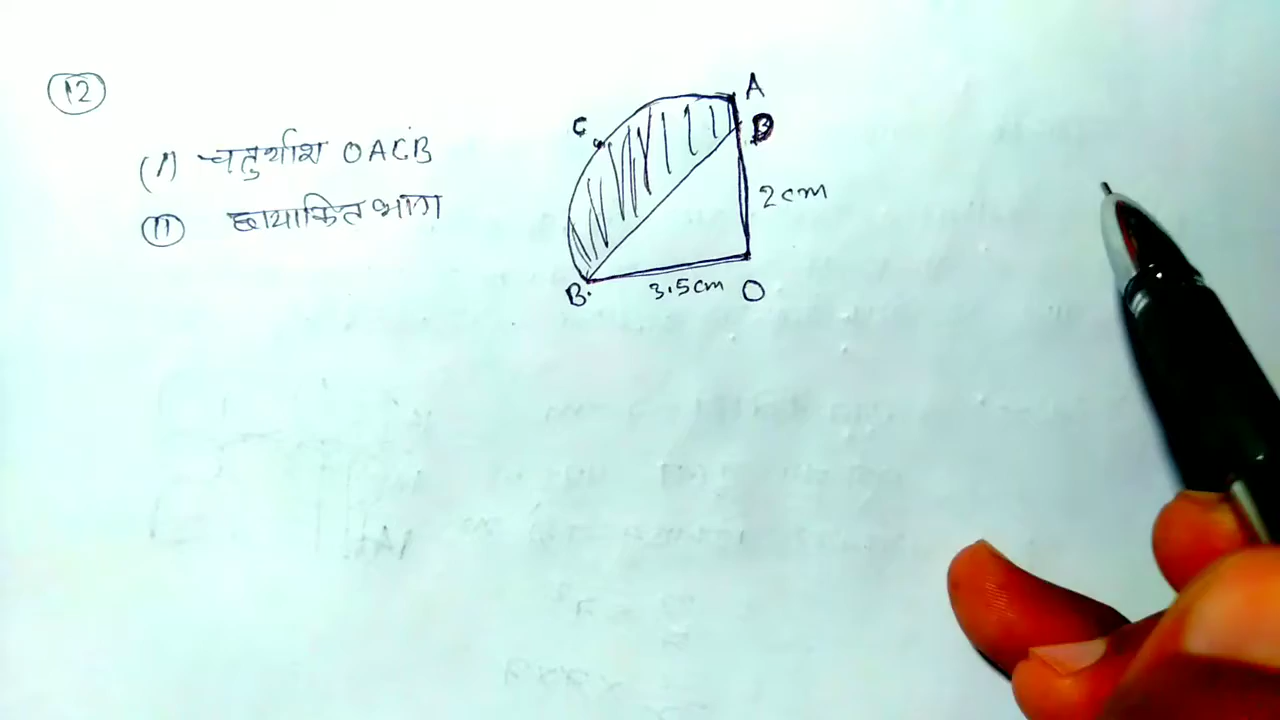 12
(i) चतुर्थांश OACB
(ii) छायांकित भाग
A
C
D
2cm
B.
3.5cm
O